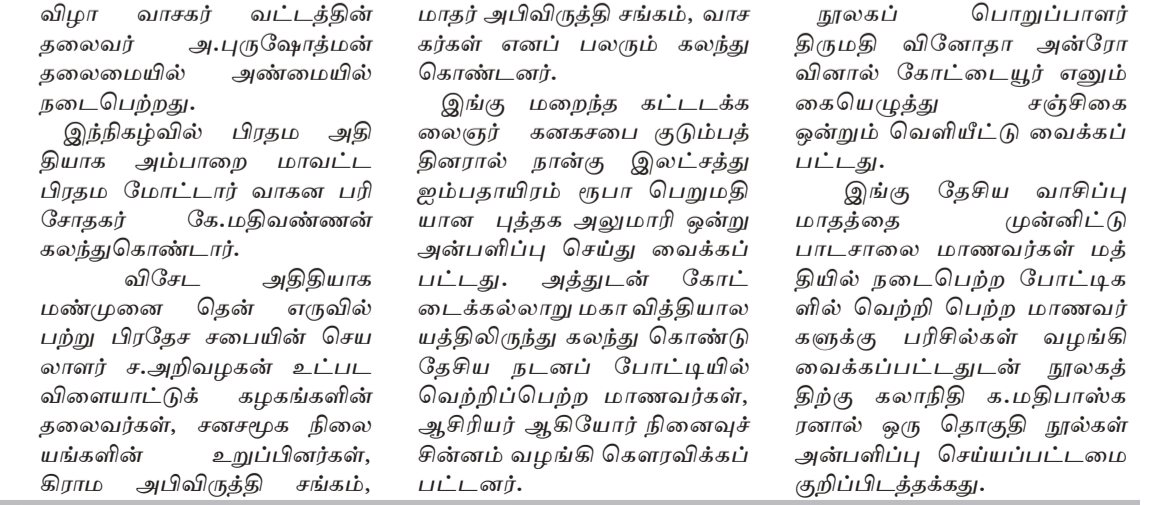 விழா வாசகர் வட்டத்தின்
தலைவர் அ.புருஷோத்மன்
தலைமையில் அண்மையில்
நடைபெற்றது.
இந்நிகழ்வில் பிரதம அதி
தியாக அம்பாறை மாவட்ட
பிரதம மோட்டார் வாகன பரி
சோதகர் கே.மதிவண்ணன்
கலந்துகொண்டார்.
விசேட அதிதியாக
மண்முனை தென் எருவில்
பற்று பிரதேச சபையின் செய
லாளர் ச.அறிவழகன் உட்பட
விளையாட்டுக் கழகங்களின்
தலைவர்கள், சனசமூக நிலை
யங்களின் உறுப்பினர்கள்,
கிராம அபிவிருத்தி சங்கம்,
மாதர் அபிவிருத்தி சங்கம், வாச
கர்கள் எனப் பலரும் கலந்து
கொண்டனர்.
இங்கு மறைந்த கட்டடக்க
லைஞர் கனகசபை குடும்பத்
தினரால் நான்கு இலட்சத்து
ஐம்பதாயிரம் ரூபா பெறுமதி
யான புத்தக அலுமாரி ஒன்று
அன்பளிப்பு செய்து வைக்கப்
பட்டது. அத்துடன் கோட்
டைக்கல்லாறு மகா வித்தியால
யத்திலிருந்து கலந்து கொண்டு
தேசிய நடனப் போட்டியில்
வெற்றிப்பெற்ற மாணவர்கள்,
ஆசிரியர் ஆகியோர் நினைவுச்
சின்னம் வழங்கி கௌரவிக்கப்
பட்டனர்.
நூலகப் பொறுப்பாளர்
திருமதி வினோதா அன்ரோ
வினால் கோட்டையூர் எனும்
கையெழுத்து சஞ்சிகை
ஒன்றும் வெளியீட்டு வைக்கப்
பட்டது.
இங்கு தேசிய வாசிப்பு
மாதத்தை முன்னிட்டு
பாடசாலை மாணவர்கள் மத்
தியில் நடைபெற்ற போட்டிக
ளில் வெற்றி பெற்ற மாணவர்
களுக்கு பரிசில்கள் வழங்கி
வைக்கப்பட்டதுடன் நூலகத்
திற்கு கலாநிதி க.மதிபாஸ்க
ரனால் ஒரு தொகுதி நூல்கள்
அன்பளிப்பு செய்யப்பட்டமை
குறிப்பிடத்தக்கது.